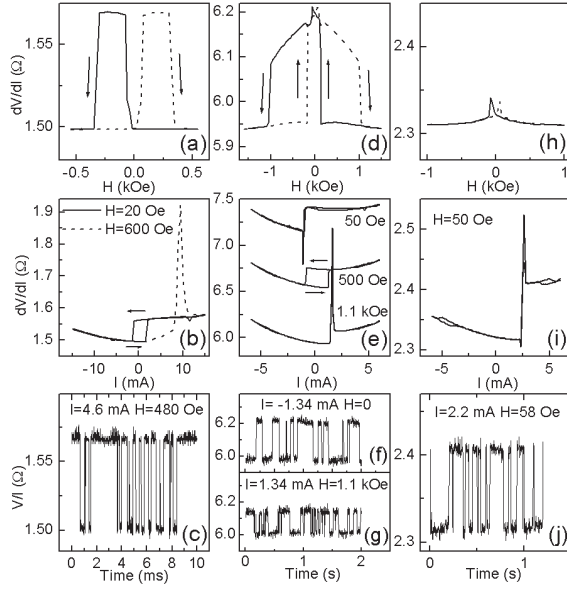 dV/dI (Ω)
1.55
1.50
(a)
-0.5 0.0 0.5
H (kOe)
6.2
6.1
6.0
5.9
(d)
-1 0 1
H (kOe)
2.4
2.3
(h)
-1 0 1
H (kOe)
dV/dI (Ω)
1.9
1.8
1.7
1.6
1.5
H=20 Oe
H=600 Oe
(b)
-10 0 10
I (mA)
7.5
7.0
6.5
6.0
50 Oe
500 Oe
1.1 kOe
(e)
-5 0 5
I (mA)
2.5
2.4
2.3
H=50 Oe
(i)
-5 0 5
I (mA)
V/I (Ω)
1.55
1.50
I=4.6 mA H=480 Oe
(c)
0 2 4 6 8 10
Time (ms)
I= -1.34 mA H=0
6.2
6.0
(f)
I=1.34 mA H=1.1 kOe
6.2
6.0
(g)
0 1 2
Time (s)
I=2.2 mA H=58 Oe
2.4
2.3
(j)
0 1
Time (s)